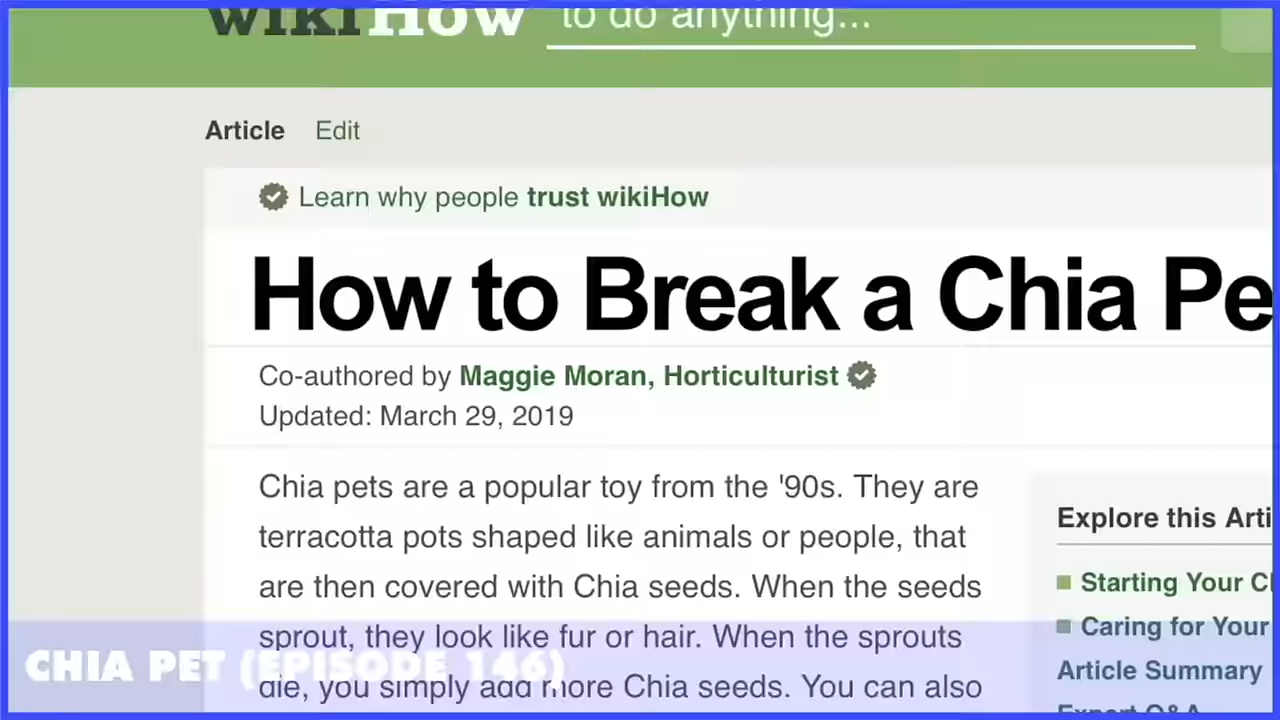 wikiHow to do anything...
Article Edit
Learn why people trust wikiHow
How to Break a Chia Pe
Co-authored by Maggie Moran, Horticulturist
Updated: March 29, 2019
Chia pets are a popular toy from the '90s. They are
terracotta pots shaped like animals or people, that
are then covered with Chia seeds. When the seeds
sprout, they look like fur or hair. When the sprouts
die, you simply add more Chia seeds. You can also
Explore this Arti
Starting Your C
Caring for Your
Article Summary
Expert Q&A
CHIA PET (EPISODE 146)